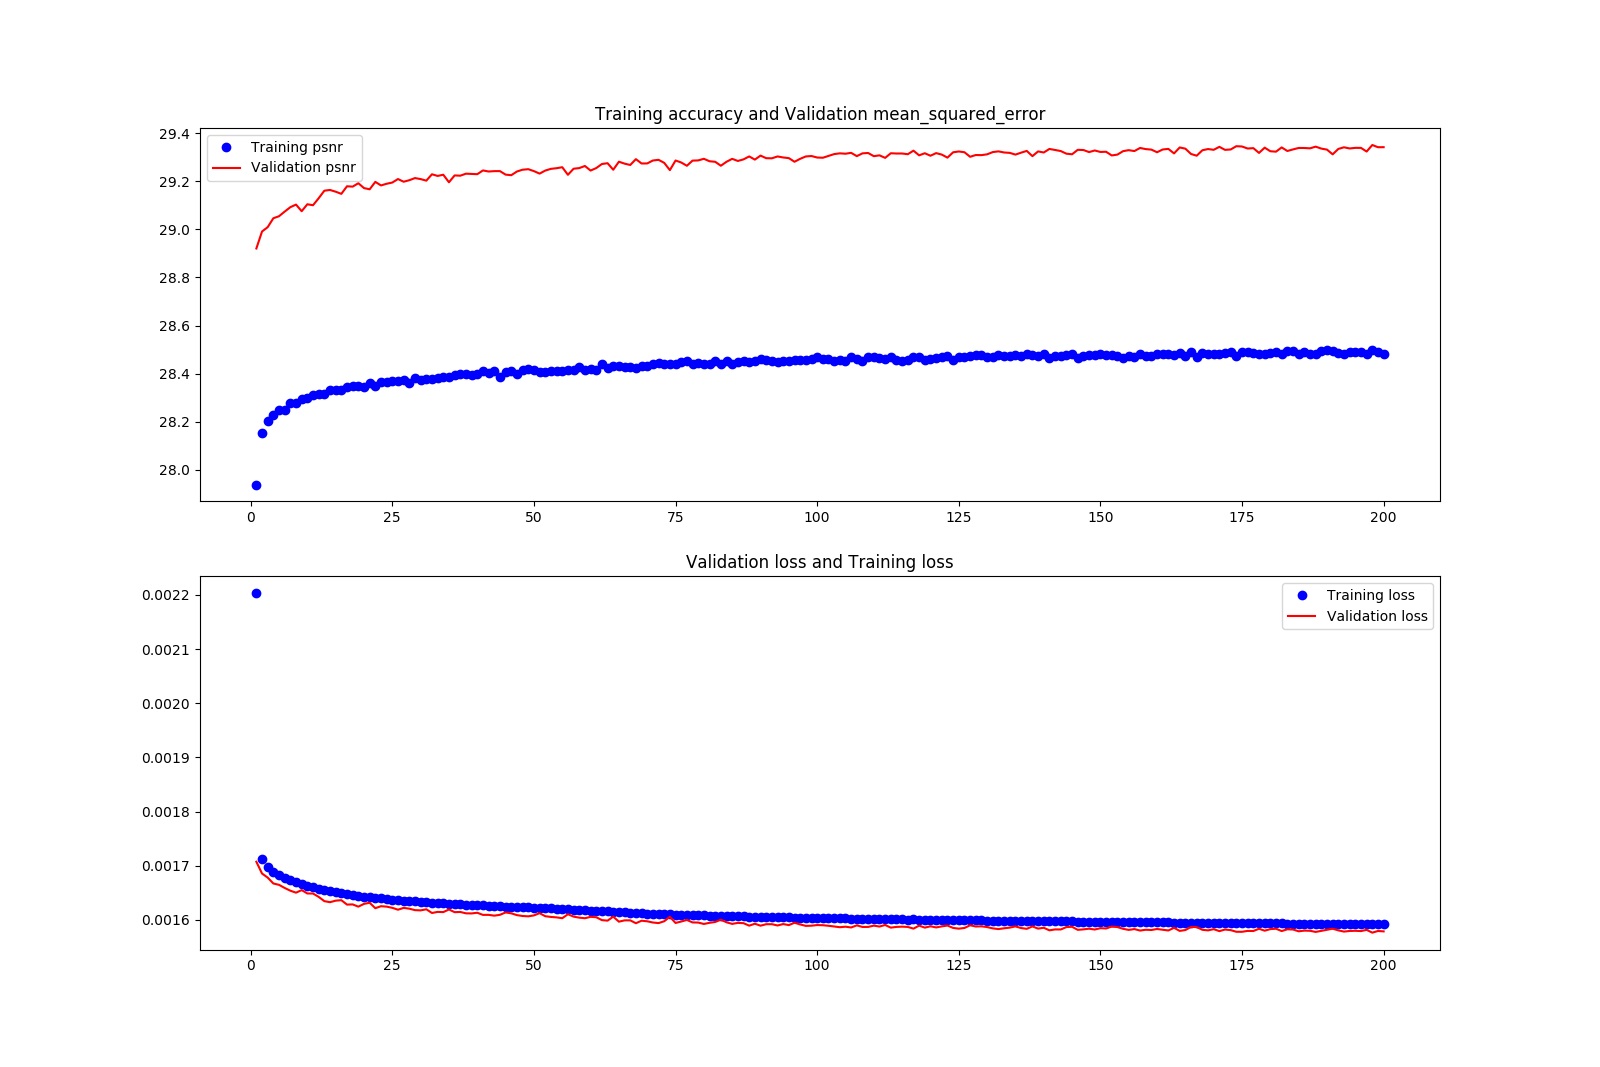 Training accuracy and Validation mean_squared_error
29.4
29.2
29.0
28.8
28.6
28.4
28.2
28.0
Training psnr
Validation psnr
0 25 50 75 100 125 150 175 200
Validation loss and Training loss
0.0022
0.0021
0.0020
0.0019
0.0018
0.0017
0.0016
Training loss
Validation loss
0 25 50 75 100 125 150 175 200